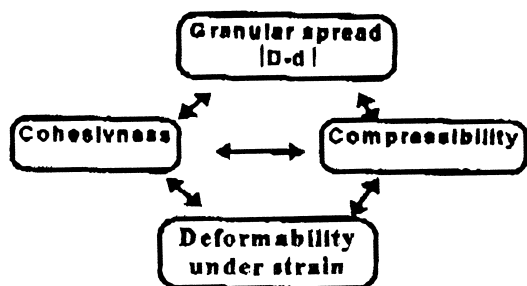 Granular spread
|D-d|
Cohesivness
Compressibility
Deformability
under strain